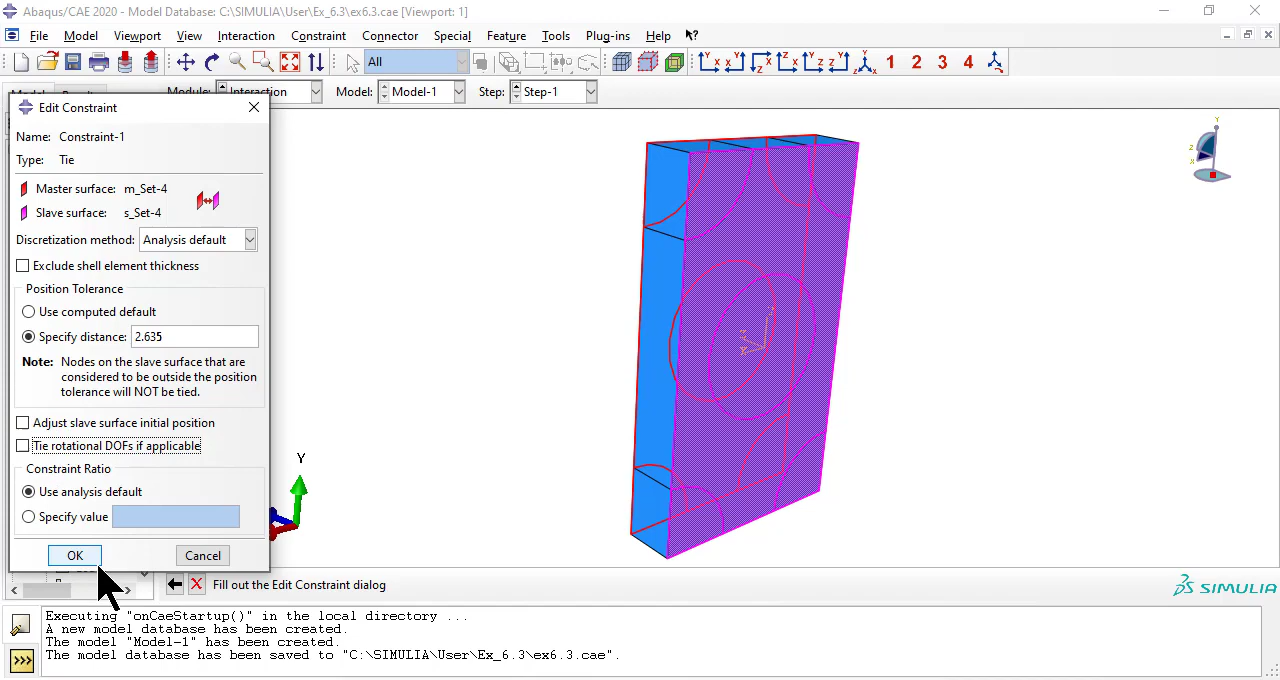 Abaqus/CAE 2020 - Model Database: C:\SIMULIA\User\Ex_6.3\ex6.3.cae [Viewport: 1]
File Model Viewport View Interaction Constraint Connector Special Feature Tools Plug-ins Help
All
1 2 3 4
Interaction Model: Model-1 Step: Step-1
Edit Constraint
Name: Constraint-1
Type: Tie
Master surface: m_Set-4
Slave surface: s_Set-4
Discretization method: Analysis default
Exclude shell element thickness
Position Tolerance
Use computed default
Specify distance: 2.635
Note: Nodes on the slave surface that are
considered to be outside the position
tolerance will NOT be tied.
Adjust slave surface initial position
Tie rotational DOFs if applicable
Constraint Ratio
Use analysis default
Specify value
OK Cancel
Y
Fill out the Edit Constraint dialog
SIMULIA
Executing "onCaeStartup()" in the local directory ...
A new model database has been created.
The model "Model-1" has been created.
The model database has been saved to "C:\SIMULIA\User\Ex_6.3\ex6.3.cae".